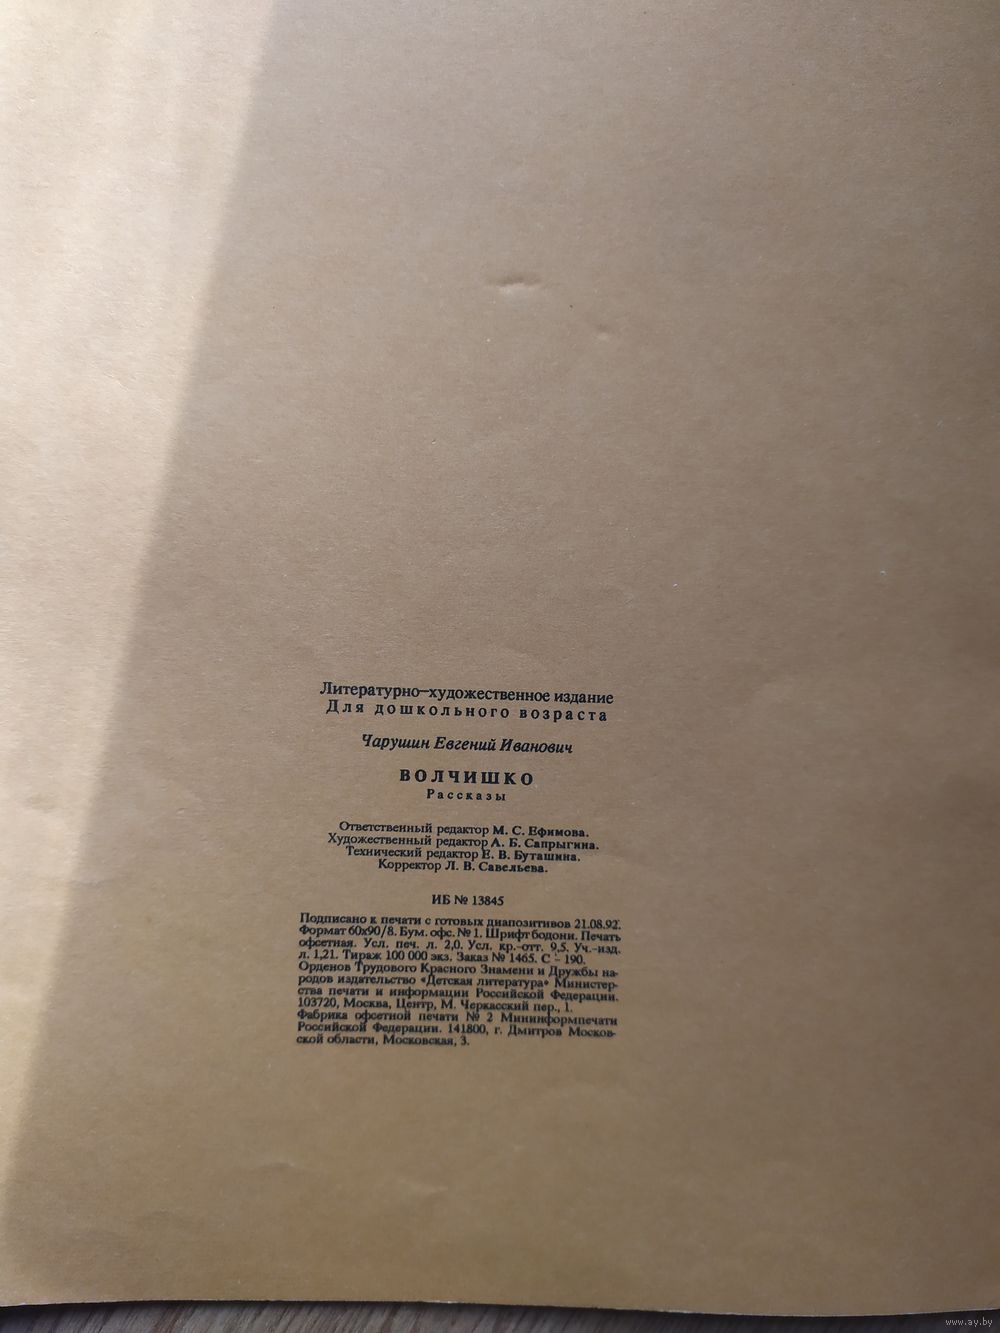 Литературно-художественное издание
Для дошкольного возраста
Чарушин Евгений Иванович
ВОЛЧИШКО
Рассказы
Ответственный редактор М. С. Ефимова.
Художественный редактор А. Б. Сапрыгина.
Технический редактор Е. В. Буташина.
Корректор Л. В. Савельева.
ИБ № 13845
Подписано к печати с готовых диапозитивов 21.08.92.
Формат 60х90/8. Бум. офс. № 1. Шрифт бодони. Печать
офсетная. Усл. печ. л. 2,0. Усл. кр.-отт. 9,5. Уч.-изд.
л. 1,21. Тираж 100 000 экз. Заказ № 1465. С - 190.
Орденов Трудового Красного Знамени и Дружбы на-
родов издательство «Детская литература» Министер-
ства печати и информации Российской Федерации.
103720, Москва, Центр, М. Черкасский пер., 1.
Фабрика офсетной печати № 2 Мининформпечати
Российской Федерации. 141800, г. Дмитров Москов-
ской области, Московская, 3.
www.ay.by